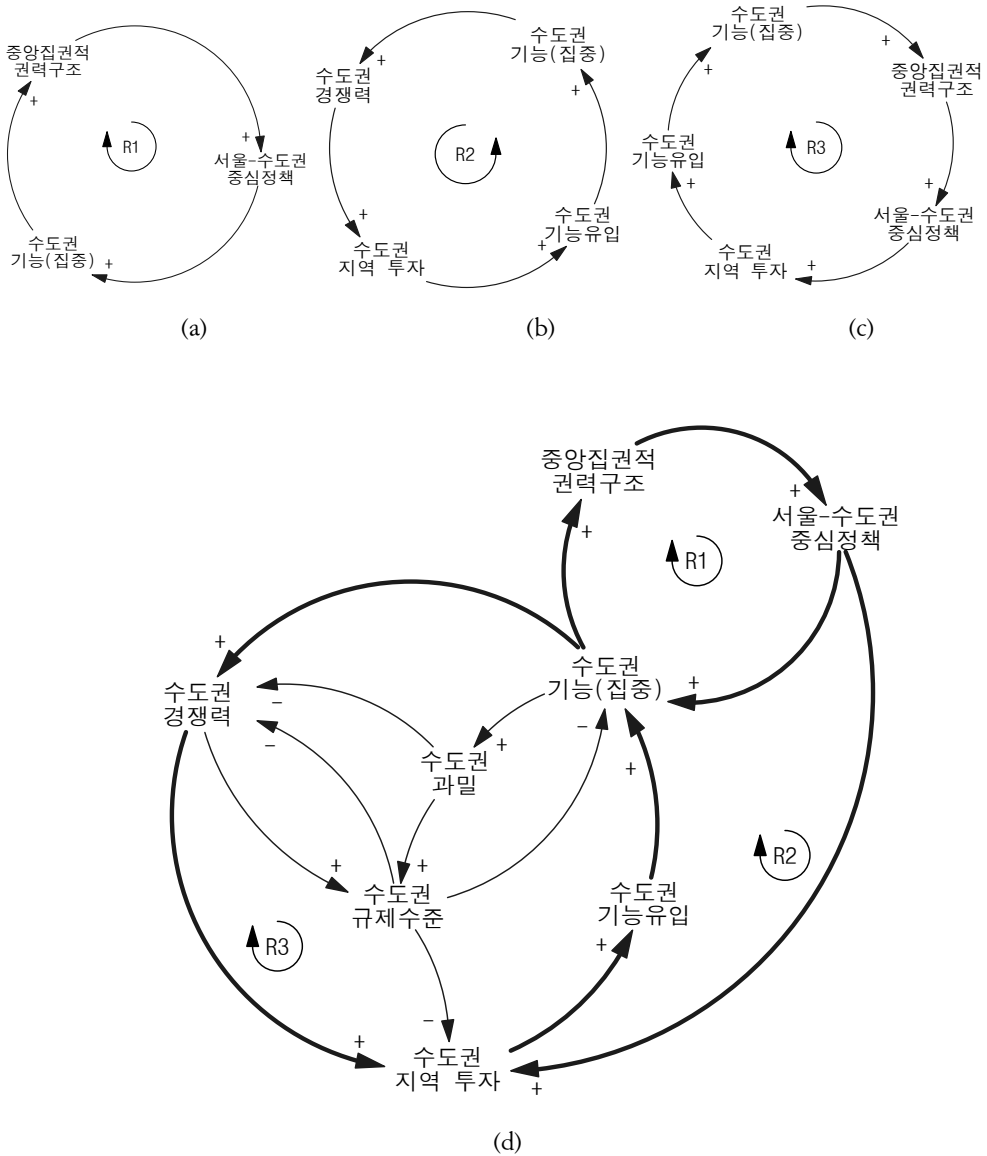 중앙집권적
권력구조
+
+
R1
서울-수도권
중심정책
수도권
기능(집중)
+
(a)
수도권
기능(집중)
+
+
수도권
경쟁력
R2
+
수도권
지역 투자
수도권
기능유입
+
(b)
수도권
기능(집중)
+
+
중앙집권적
권력구조
수도권
기능유입
R3
+
+
서울-수도권
중심정책
수도권
지역 투자
+
(c)
중앙집권적
권력구조
+
서울-수도권
중심정책
+
R1
+
수도권
기능(집중)
+
수도권
경쟁력
−
−
−
+
수도권
과밀
+
+
+
수도권
규제수준
R2
수도권
기능유입
+
R3
−
+
수도권
지역 투자
+
(d)